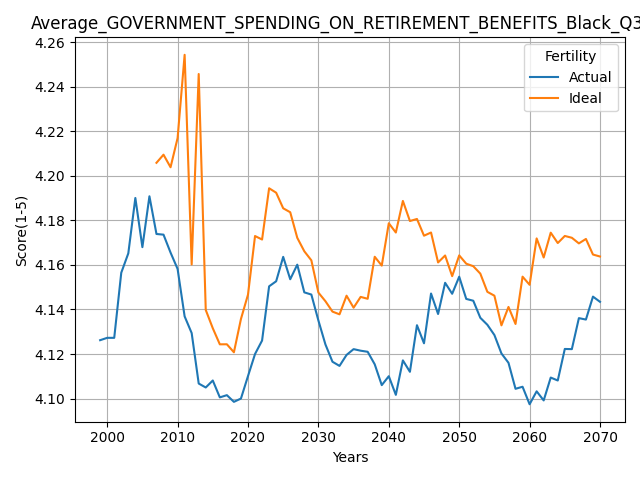 Average_GOVERNMENT_SPENDING_ON_RETIREMENT_BENEFITS_Black_Q3
Fertility
Actual
Ideal
Score(1-5)
4.26
4.24
4.22
4.20
4.18
4.16
4.14
4.12
4.10
2000 2010 2020 2030 2040 2050 2060 2070
Years